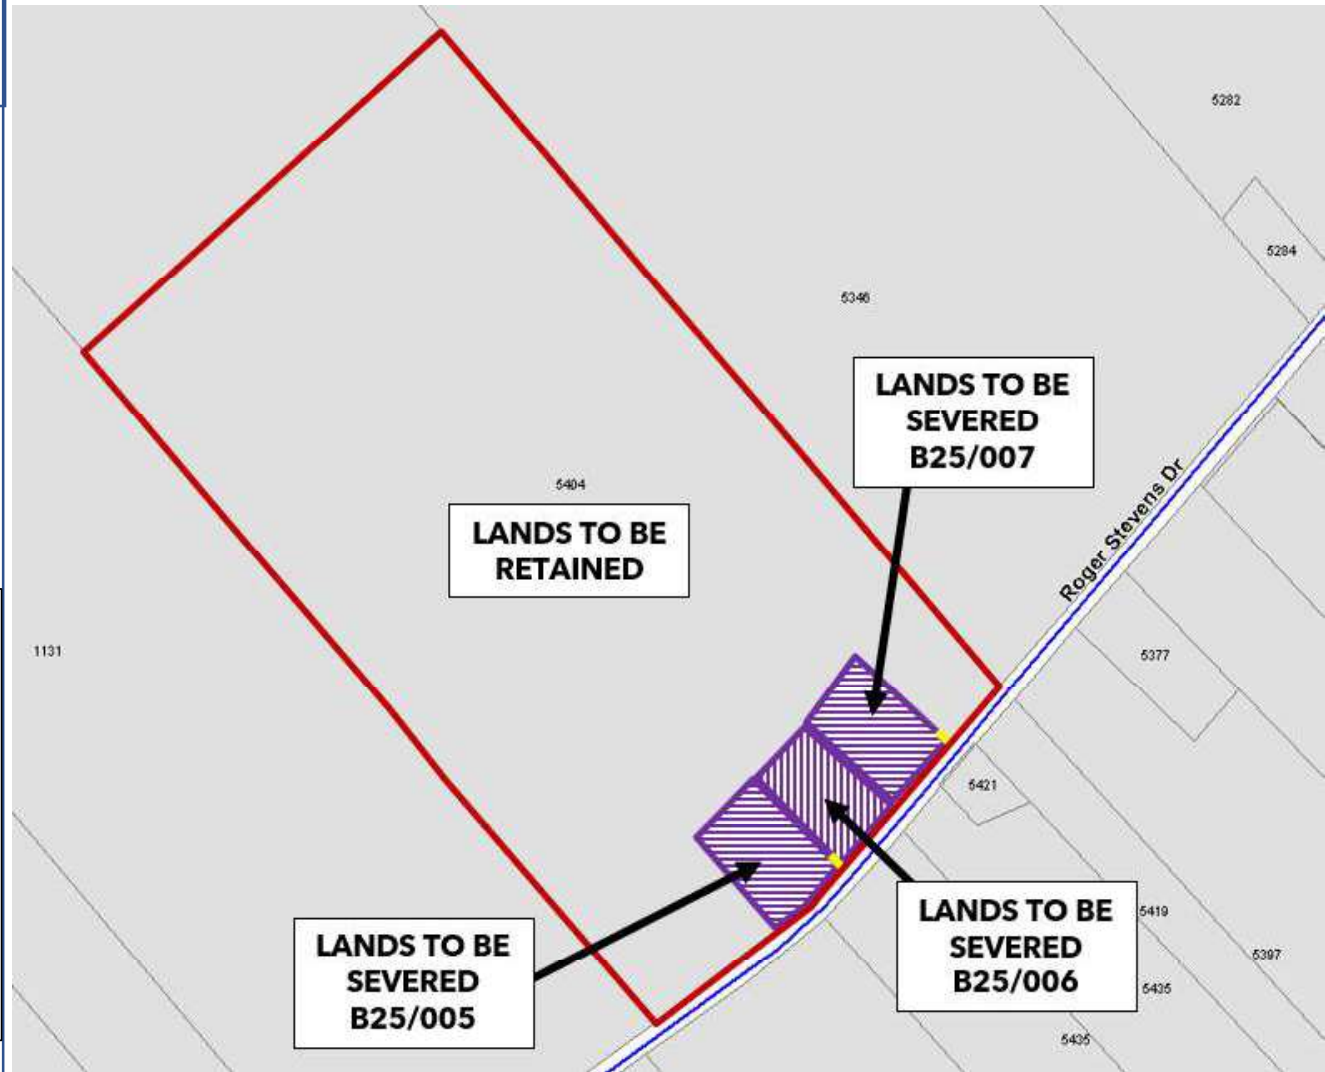 5282
5284
5346
LANDS TO BE
SEVERED
B25/007
5404
LANDS TO BE
RETAINED
Roger Stevens Dr
1131
5377
5421
LANDS TO BE
SEVERED
B25/006
5419
LANDS TO BE
SEVERED
B25/005
5397
5435
5435